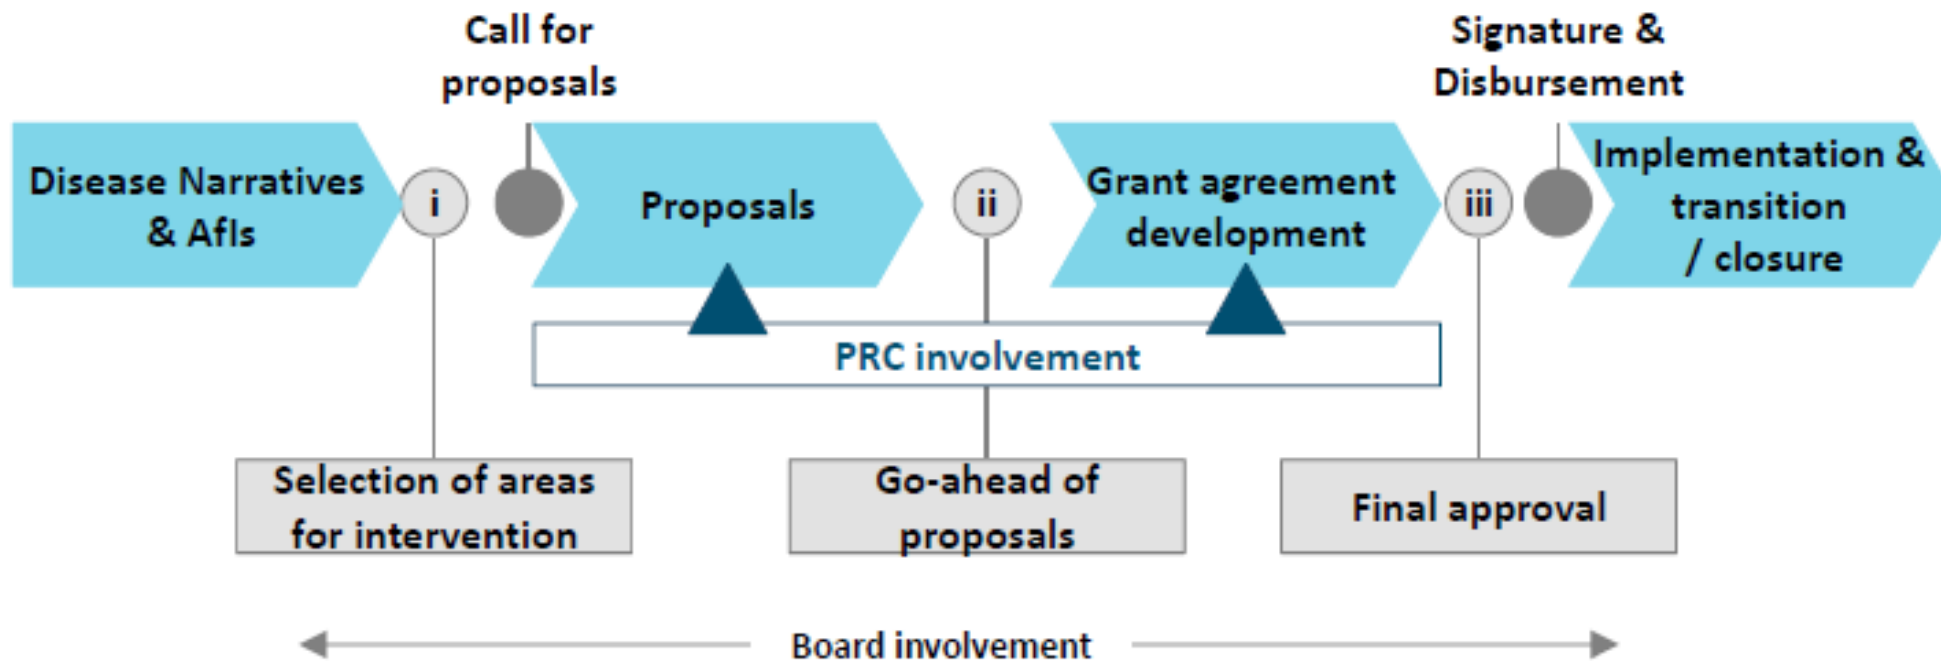 Call for
proposals
Signature &
Disbursement
Disease Narratives
& AfIs
i
Proposals
ii
Grant agreement
development
iii
Implementation &
transition
/ closure
PRC involvement
Selection of areas
for intervention
Go-ahead of
proposals
Final approval
Board involvement